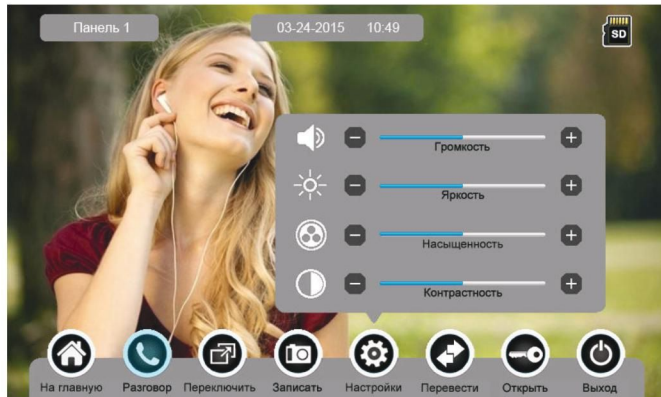 Панель 1
03-24-2015 10:49
SD
Громкость
Яркость
Насыщенность
Контрастность
На главную Разговор Переключить Записать Настройки Перевести Открыть Выход